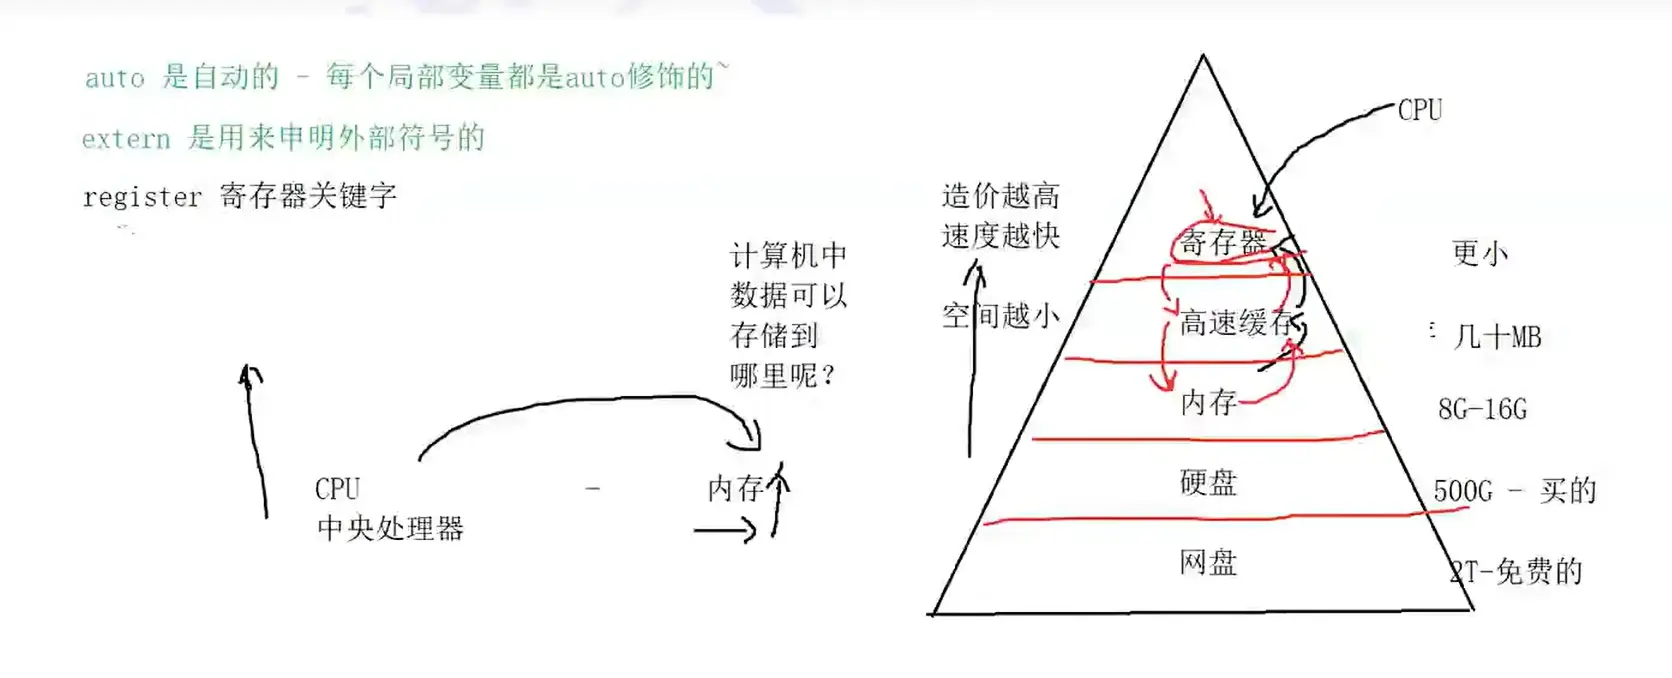 auto 是自动的 - 每个局部变量都是auto修饰的~
extern 是用来申明外部符号的
register 寄存器关键字
计算机中
数据可以
存储到
哪里呢？
CPU
中央处理器
-
内存
造价越高
速度越快
空间越小
CPU
寄存器
更小
高速缓存
几十MB
内存
8G-16G
硬盘
500G - 买的
网盘
2T-免费的